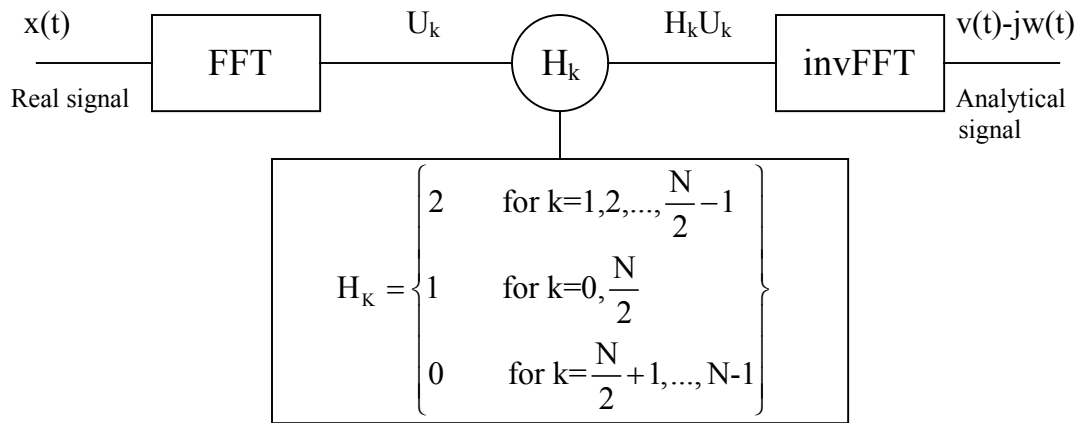 x(t) U_k H_kU_k v(t)-jw(t)
FFT H_k invFFT
Real signal Analytical
signal
H_K = { 2 for k=1,2,..., N/2 −1
1 for k=0, N/2
0 for k= N/2 +1,..., N-1 }